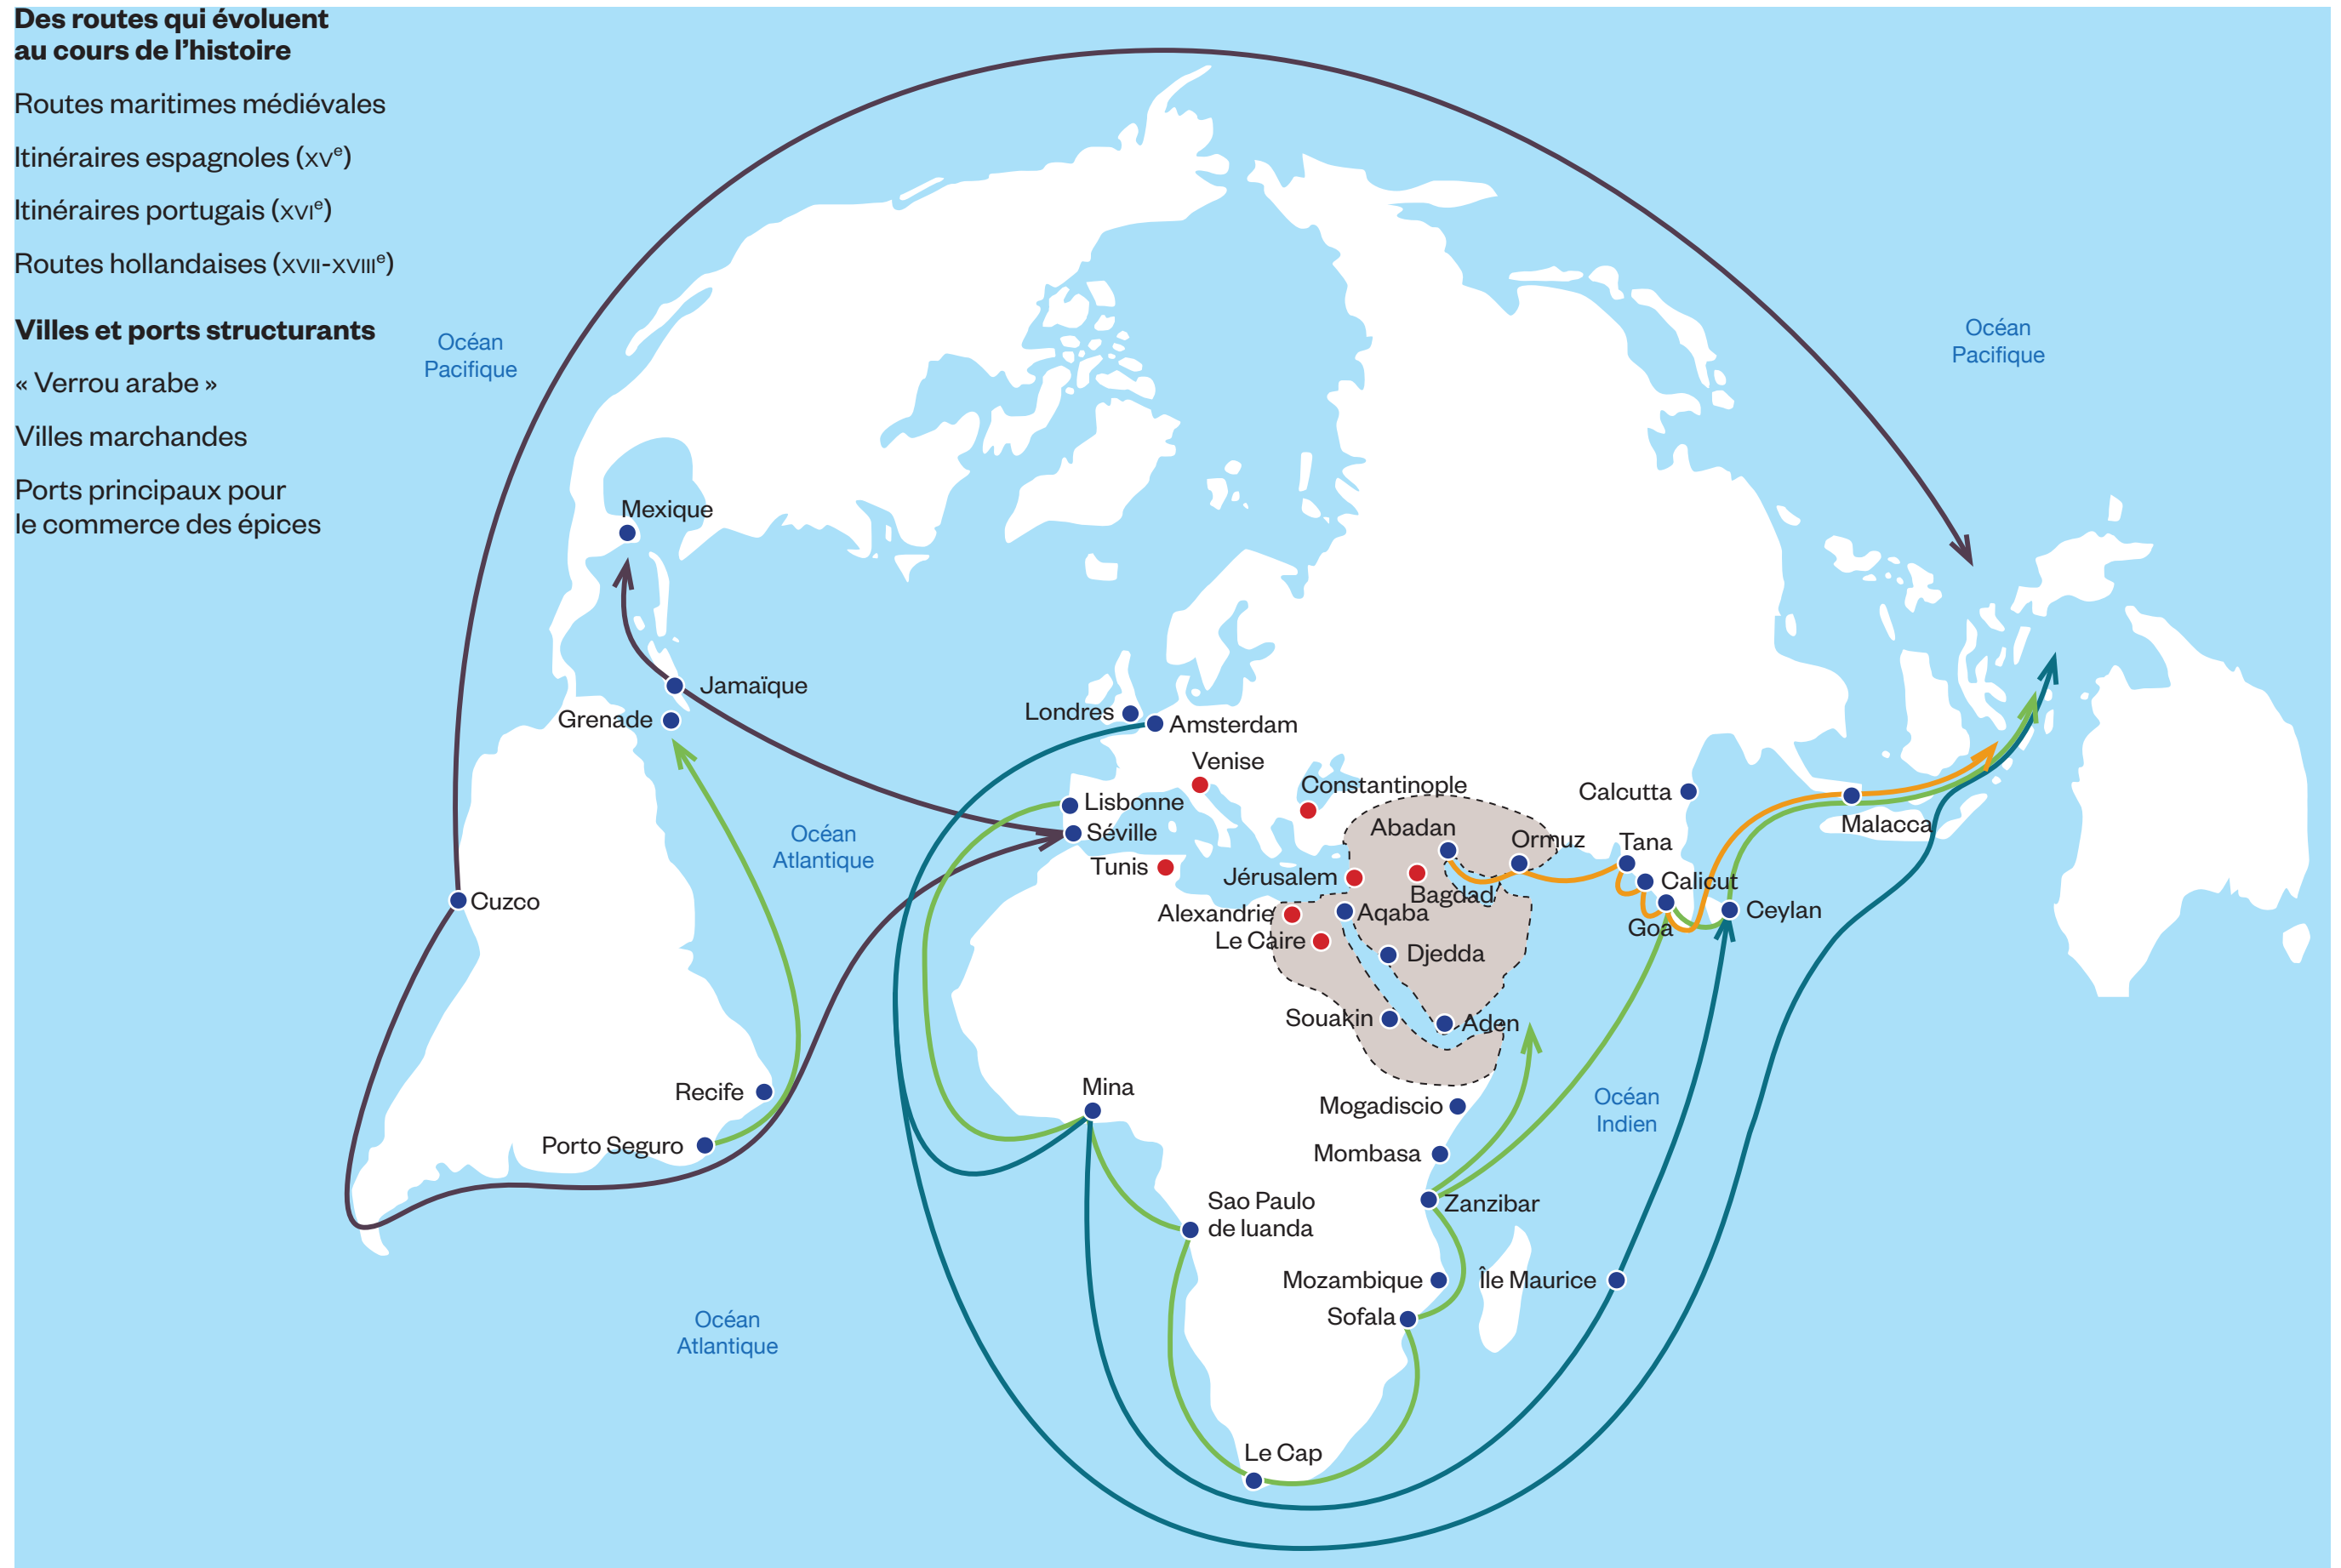 Des routes qui évoluent
au cours de l’histoire
Routes maritimes médiévales
Itinéraires espagnoles (XVe)
Itinéraires portugais (XVIe)
Routes hollandaises (XVII-XVIIIe)
Villes et ports structurants
« Verrou arabe »
Villes marchandes
Ports principaux pour
le commerce des épices
Océan
Pacifique
Océan
Pacifique
Mexique
Jamaïque
Grenade
Londres
Amsterdam
Venise
Constantinople
Calcutta
Lisbonne
Séville
Océan
Atlantique
Tunis
Abadan
Ormuz
Tana
Malacca
Jérusalem
Bagdad
Calicut
Cuzco
Alexandrie
Aqaba
Goa
Ceylan
Le Caire
Djedda
Souakin
Aden
Recife
Mina
Mogadiscio
Océan
Indien
Porto Seguro
Mombasa
Sao Paulo
de luanda
Zanzibar
Mozambique
Île Maurice
Sofala
Océan
Atlantique
Le Cap